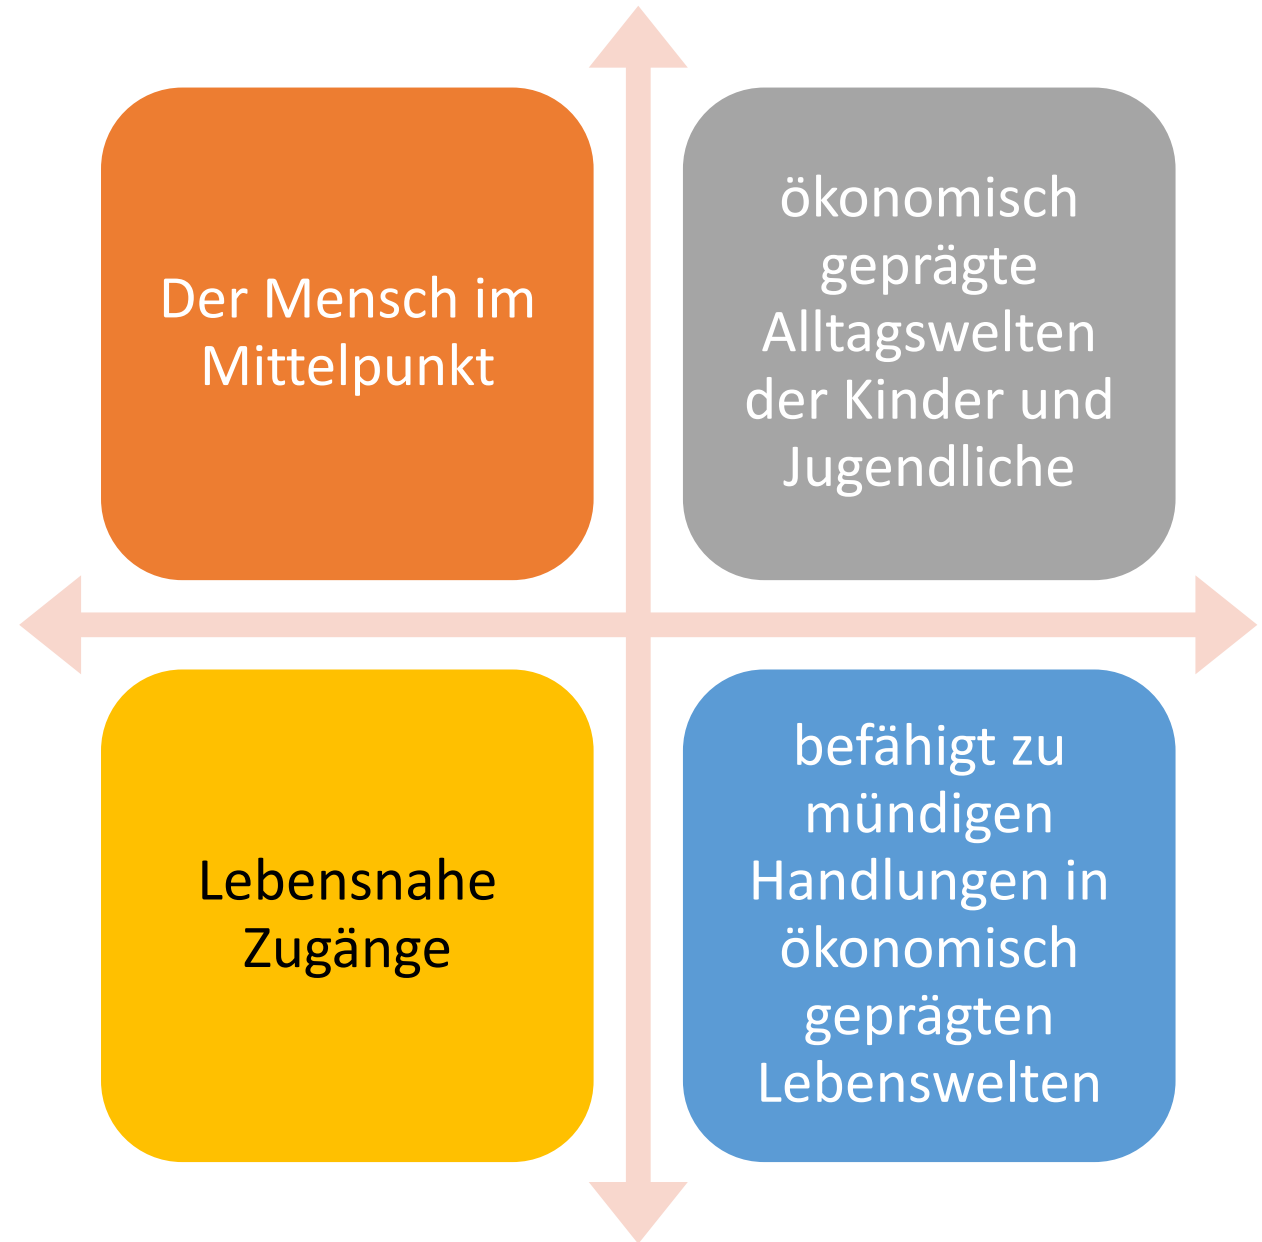 Der Mensch im
Mittelpunkt
ökonomisch
geprägte
Alltagswelten
der Kinder und
Jugendliche
Lebensnahe
Zugänge
befähigt zu
mündigen
Handlungen in
ökonomisch
geprägten
Lebenswelten